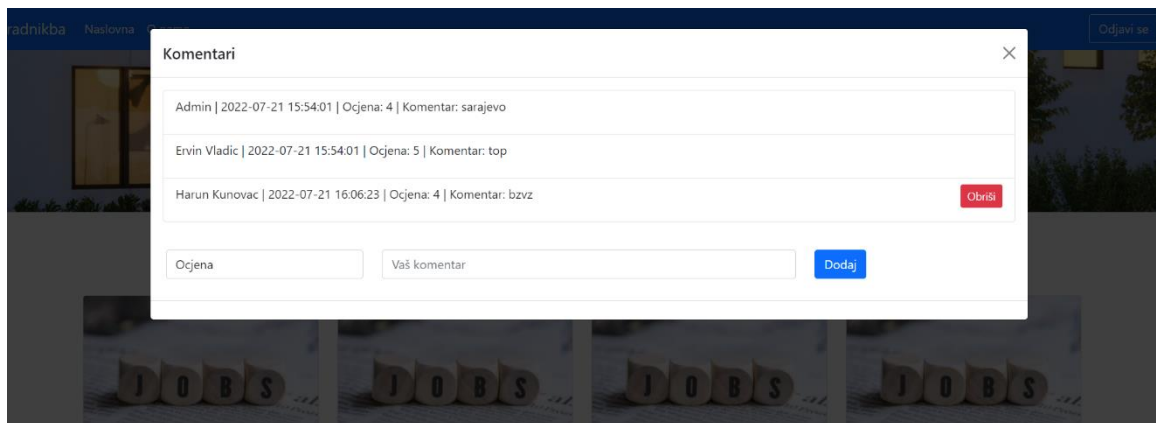 radnikba Naslovna O nama Odjavi se
Komentari
Admin | 2022-07-21 15:54:01 | Ocjena: 4 | Komentar: sarajevo
Ervin Vladic | 2022-07-21 15:54:01 | Ocjena: 5 | Komentar: top
Harun Kunovac | 2022-07-21 16:06:23 | Ocjena: 4 | Komentar: bzvz Obriši
Ocjena Vaš komentar Dodaj
JOBS JOBS JOBS JOBS